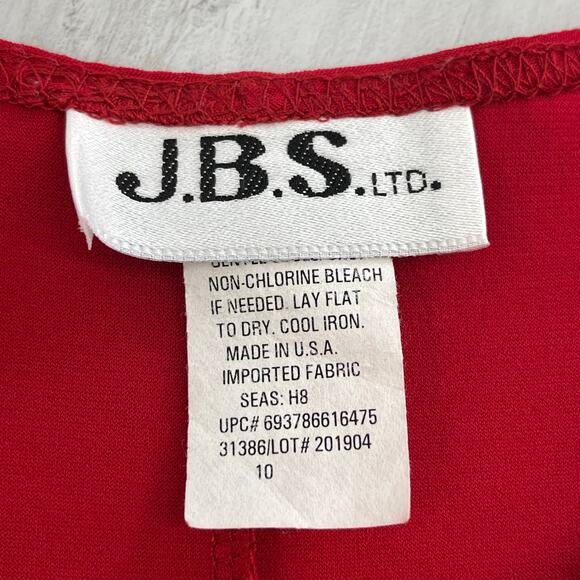 J.B.S.LTD.
NON-CHLORINE BLEACH
IF NEEDED. LAY FLAT
TO DRY. COOL IRON.
MADE IN U.S.A.
IMPORTED FABRIC
SEAS: H8
UPC# 693786616475
31386/LOT# 201904
10